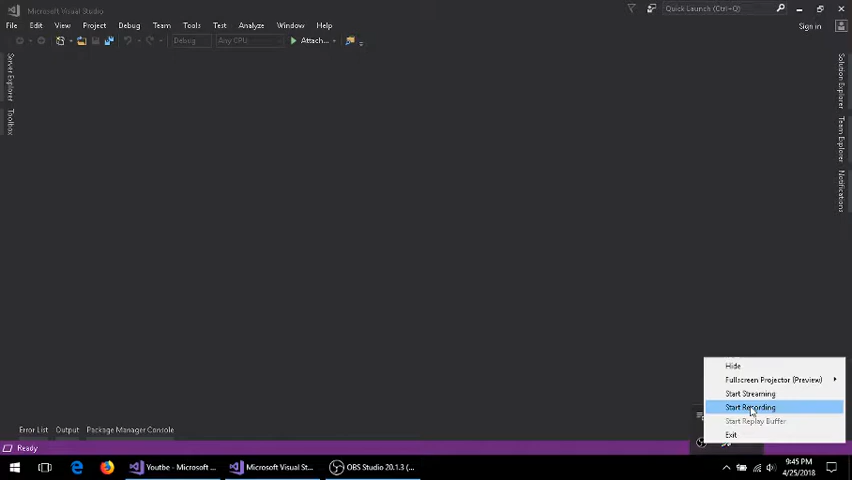 Microsoft Visual Studio
Quick Launch (Ctrl+Q)
File Edit View Project Debug Team Tools Test Analyze Window Help
Sign in
Debug Any CPU Attach...
Server Explorer
Toolbox
Solution Explorer
Team Explorer
Notifications
Hide
Fullscreen Projector (Preview)
Start Streaming
Start Recording
Start Replay Buffer
Exit
Error List Output Package Manager Console
Ready
Youtbe - Microsoft ... Microsoft Visual St... OBS Studio 20.1.3 (...
9:45 PM
4/25/2018